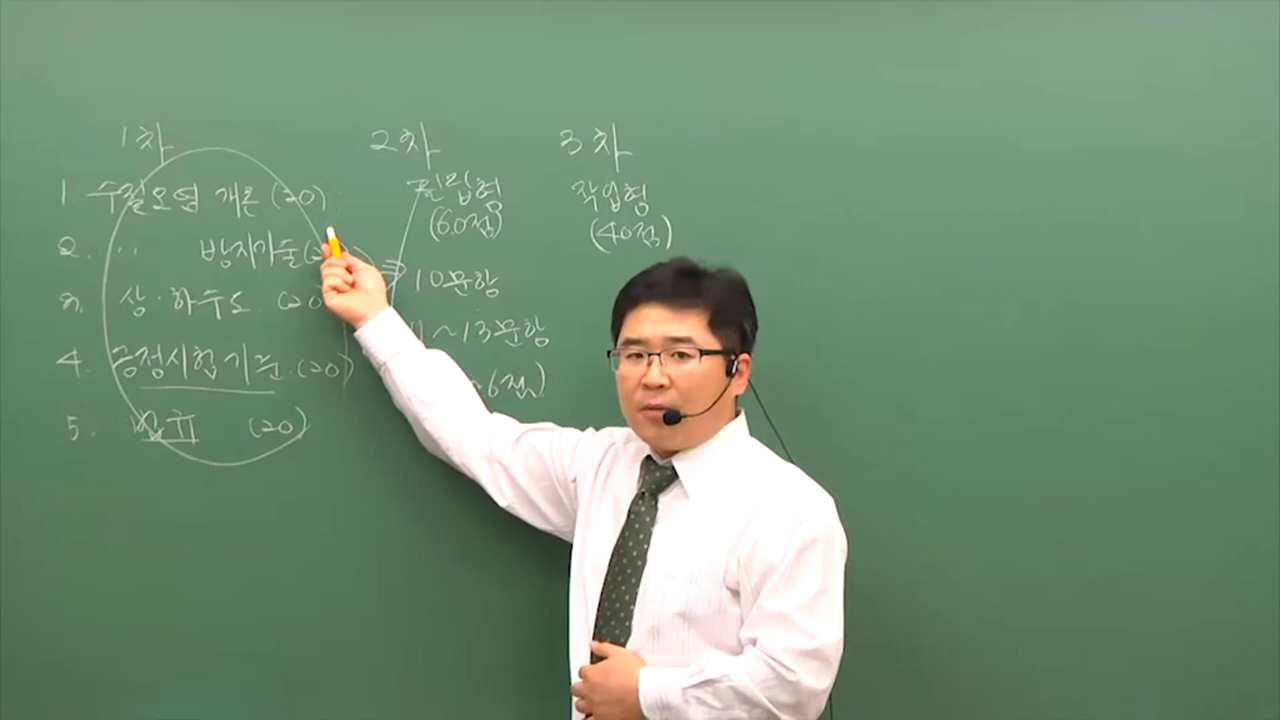 1차
1. 수질오염 개론 (20)
2. 〃 방지기술 (2
3. 상·하수도 (20
4. 공정시험기준 (20)
5. 법규 (20)
2차
필답형
(60점)
10문항
~13문항
~6점)
3차
작업형
(40점)